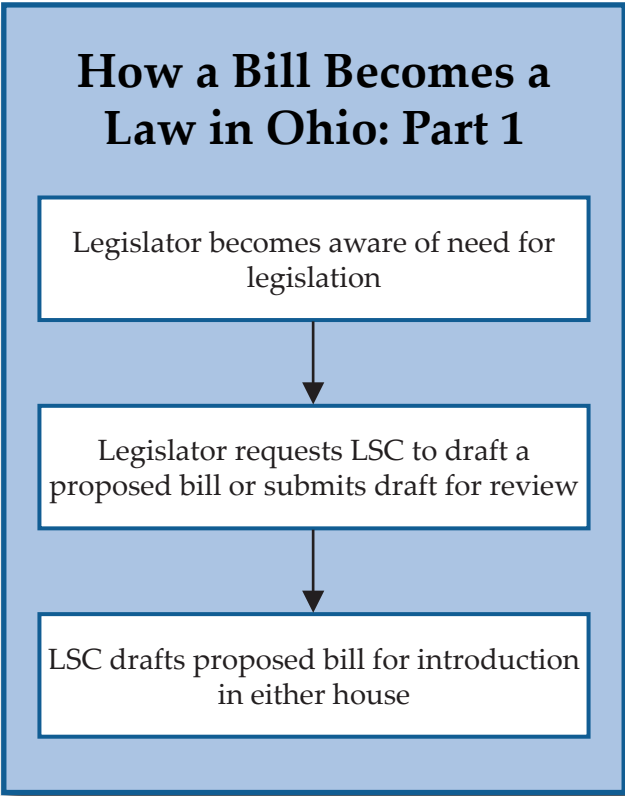 How a Bill Becomes a
Law in Ohio: Part 1
Legislator becomes aware of need for
legislation
Legislator requests LSC to draft a
proposed bill or submits draft for review
LSC drafts proposed bill for introduction
in either house